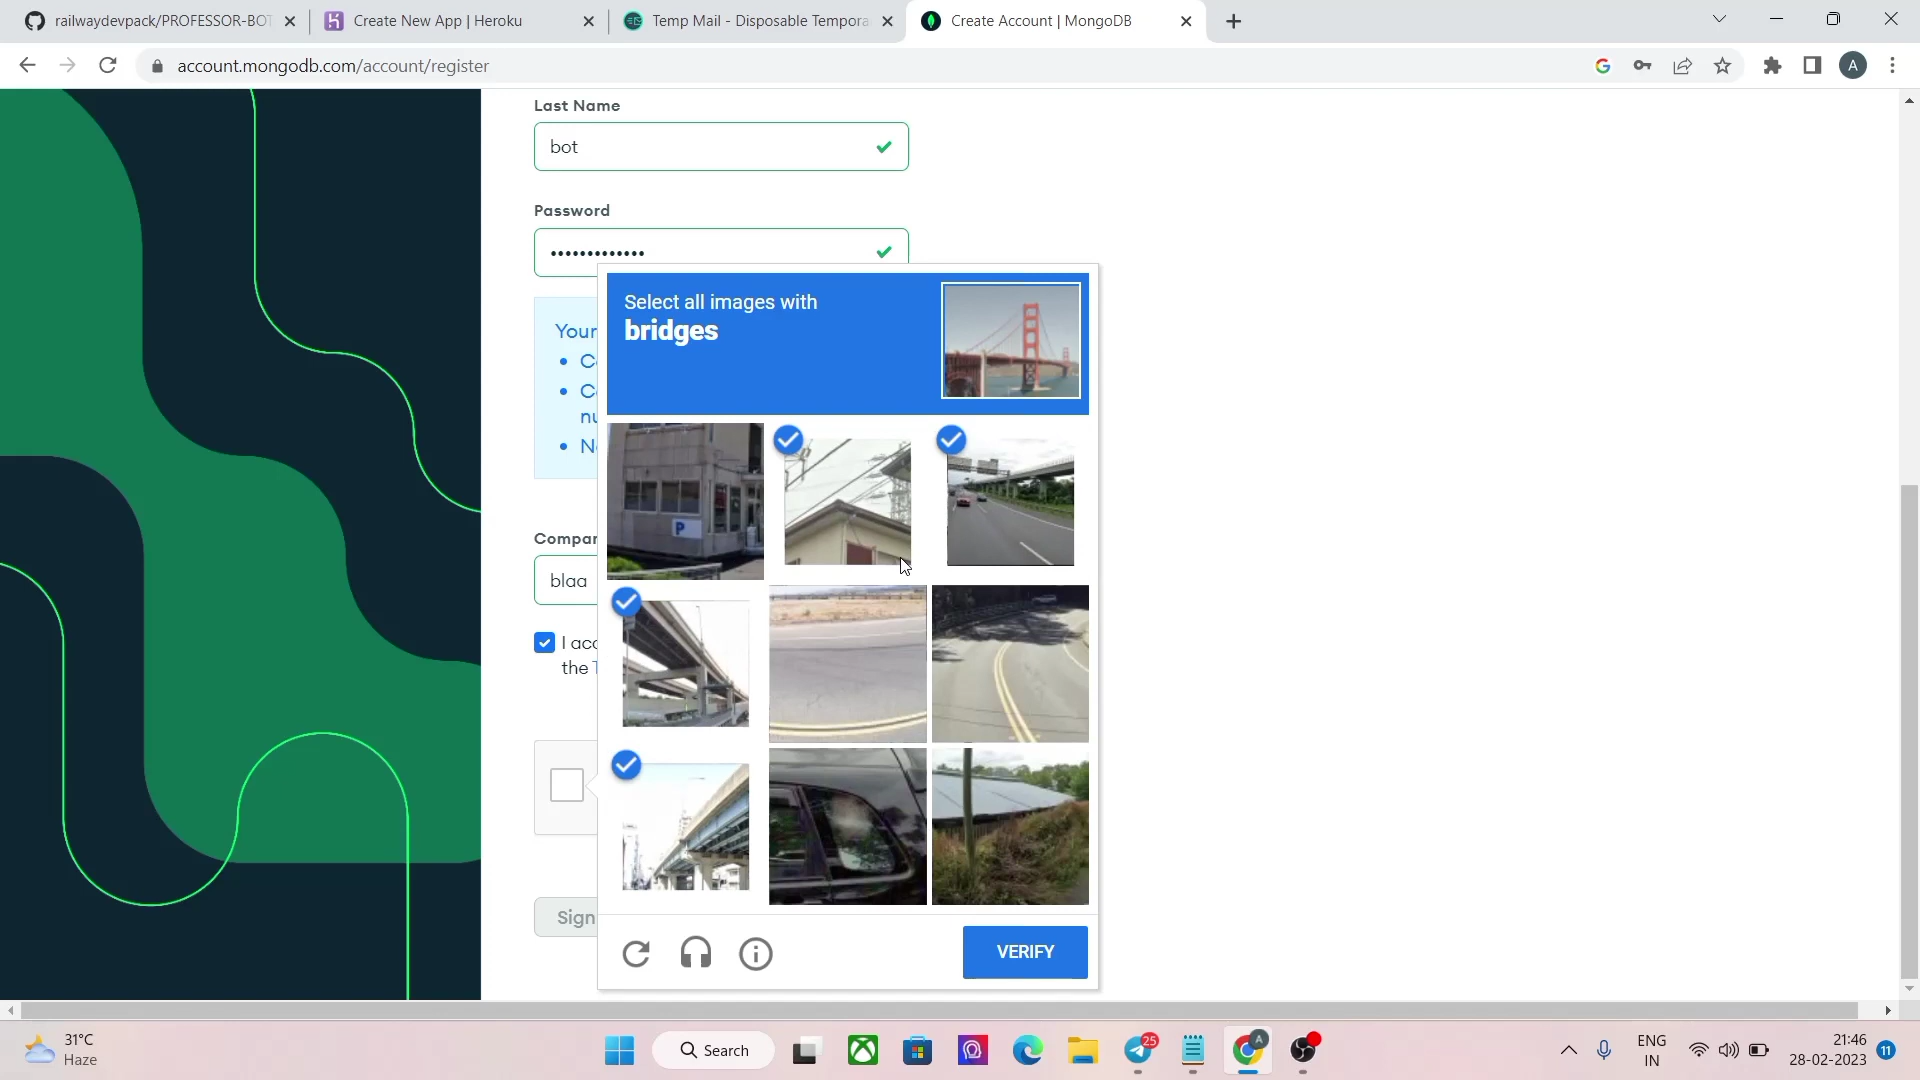 railwaydevpack/PROFESSOR-BOT
Create New App | Heroku
Temp Mail - Disposable Tempora
Create Account | MongoDB
account.mongodb.com/account/register
A
Last Name
bot
Password
•••••••••••••
Your
C
C
nu
N
Select all images with
bridges
P
Compan
blaa
I acc
the T
Sign
VERIFY
31°C
Haze
Search
25
A
ENG
IN
21:46
28-02-2023
11